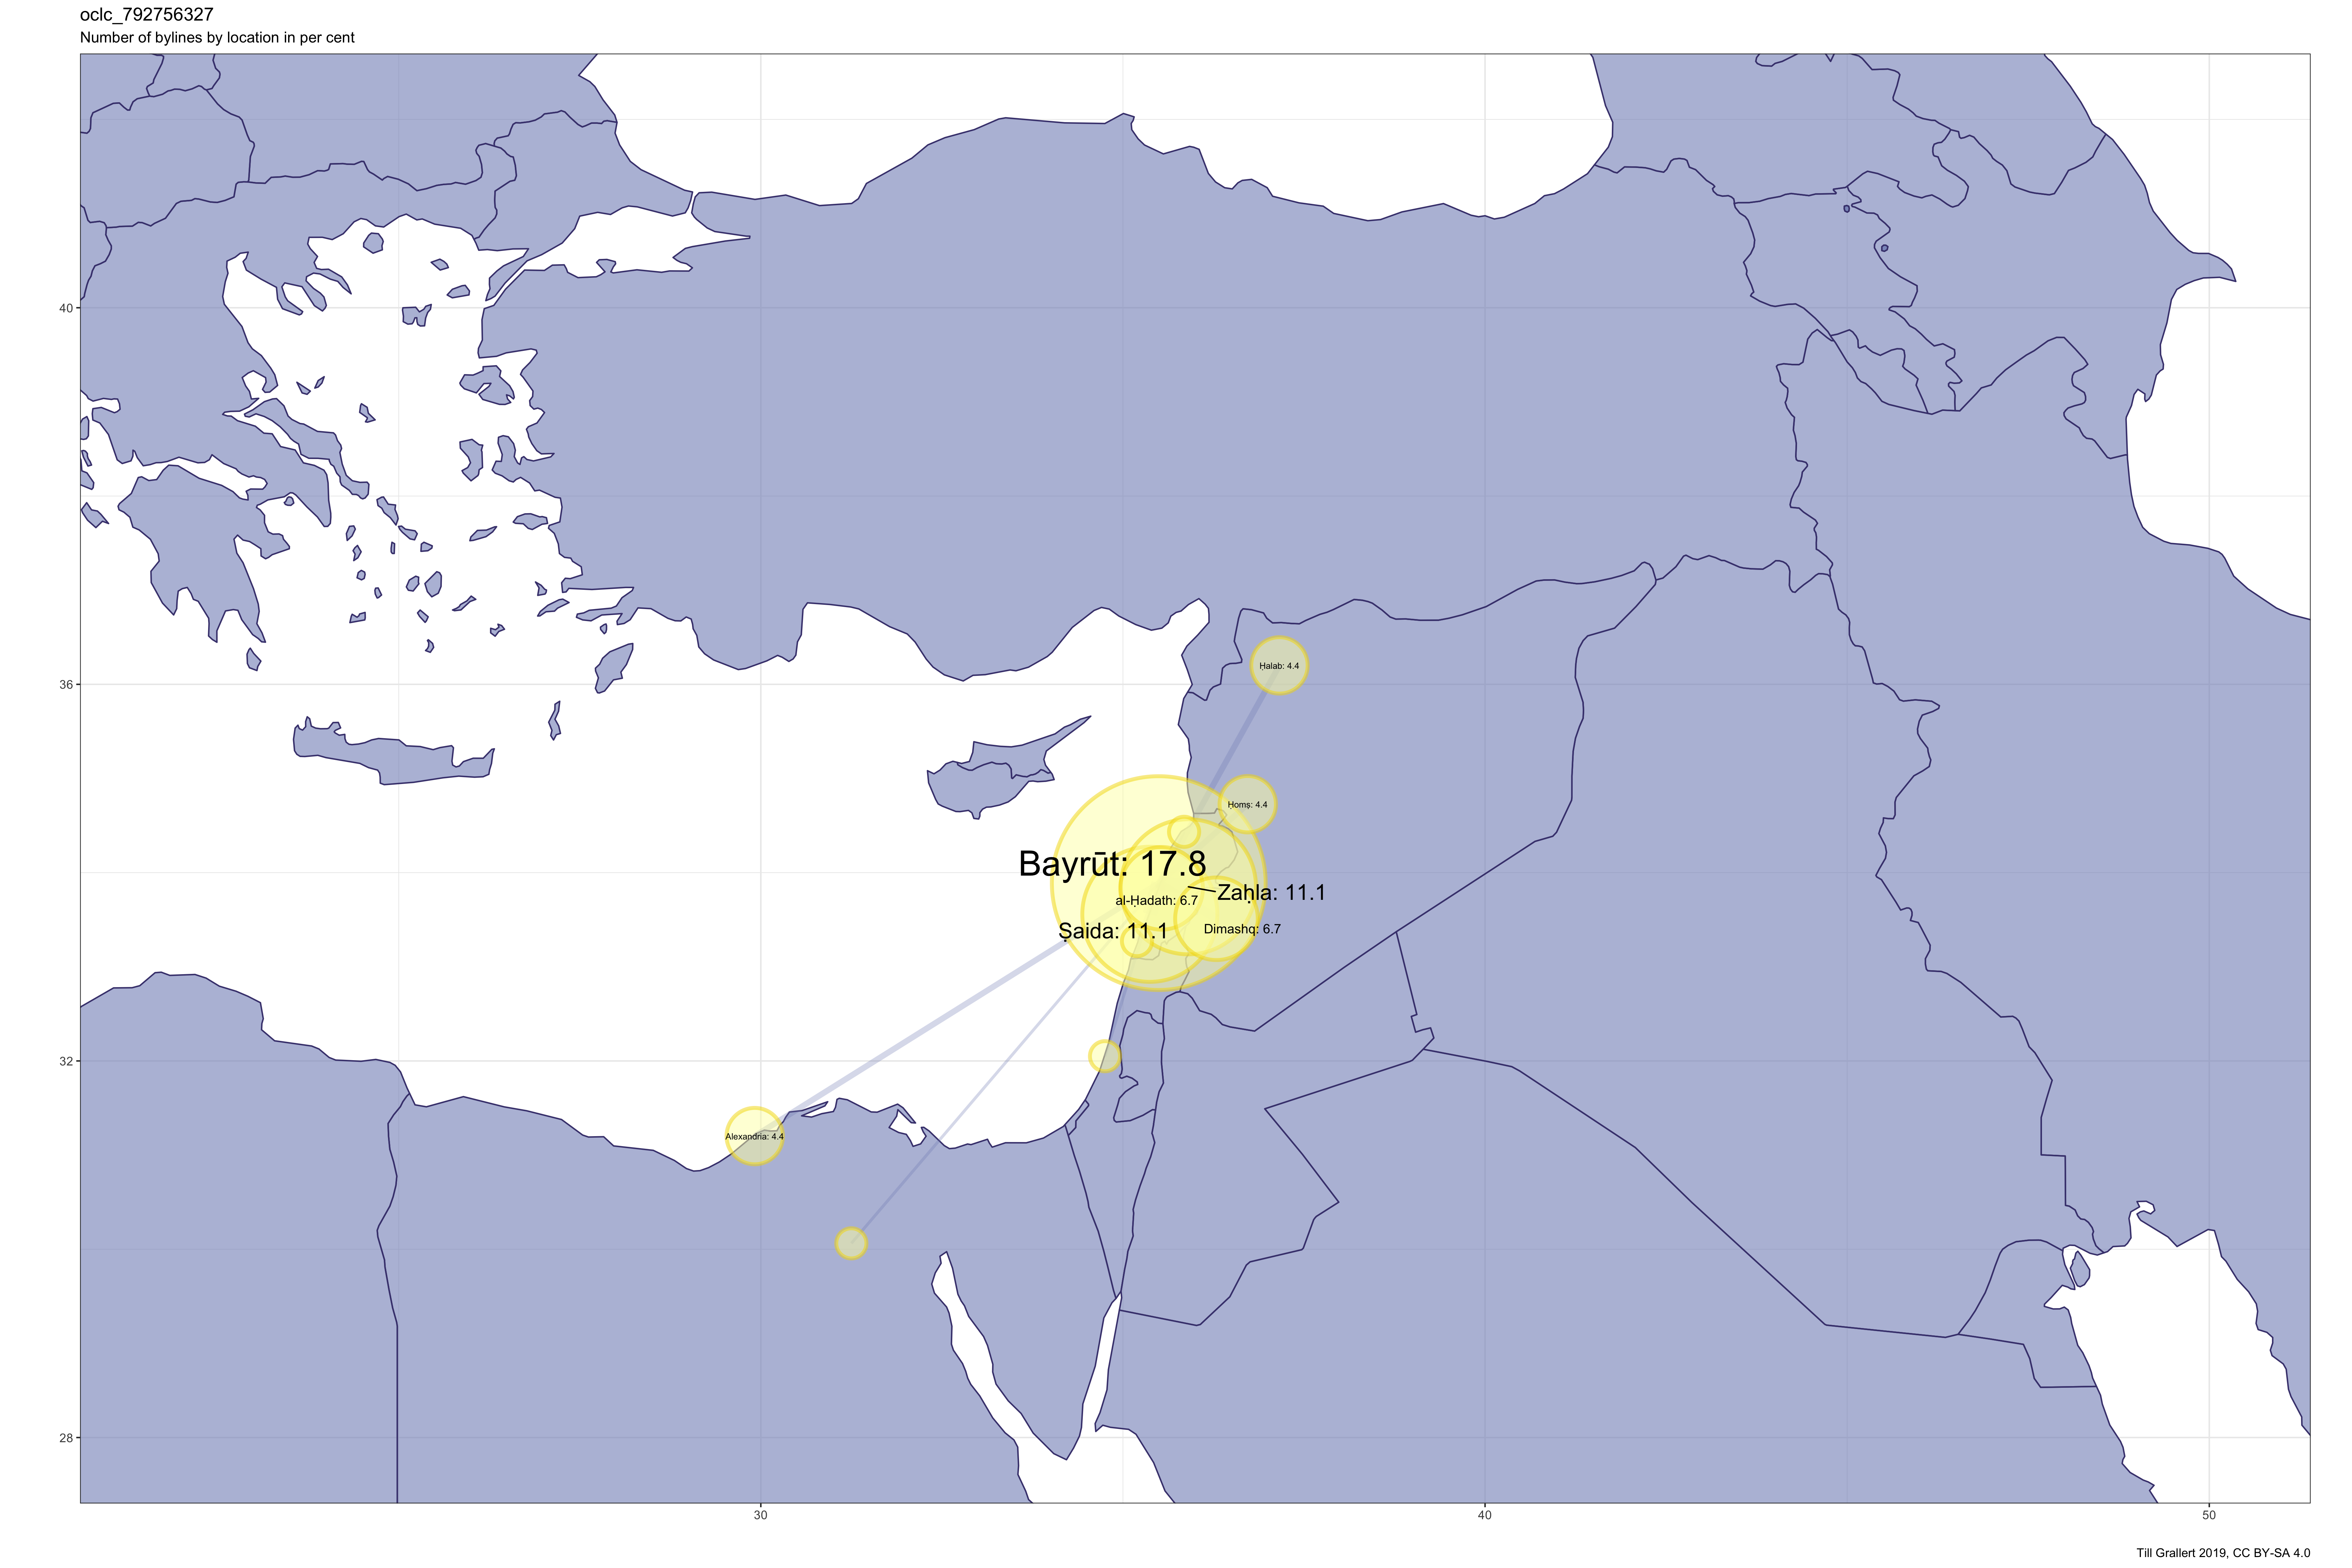 oclc_792756327
Number of bylines by location in per cent
40
36
32
28
Ḥalab: 4.4
Ḥomṣ: 4.4
Bayrūt: 17.8
Zaḥla: 11.1
al-Ḥadath: 6.7
Dimashq: 6.7
Ṣaida: 11.1
Alexandria: 4.4
30
40
50
Till Grallert 2019, CC BY-SA 4.0